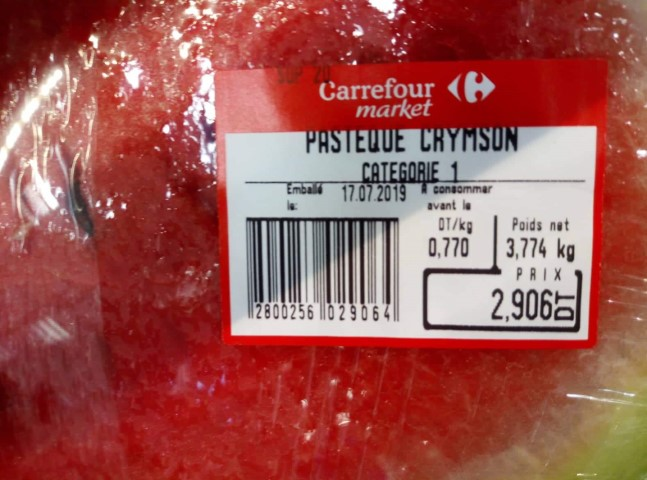 Carrefour
market
PASTEQUE CRYMSON
CATEGORIE 1
Emballé le: 17.07.2019 A consommer avant le
DT/kg Poids net
0,770 3,774 kg
PRIX
2,906 DT
2800256 029064